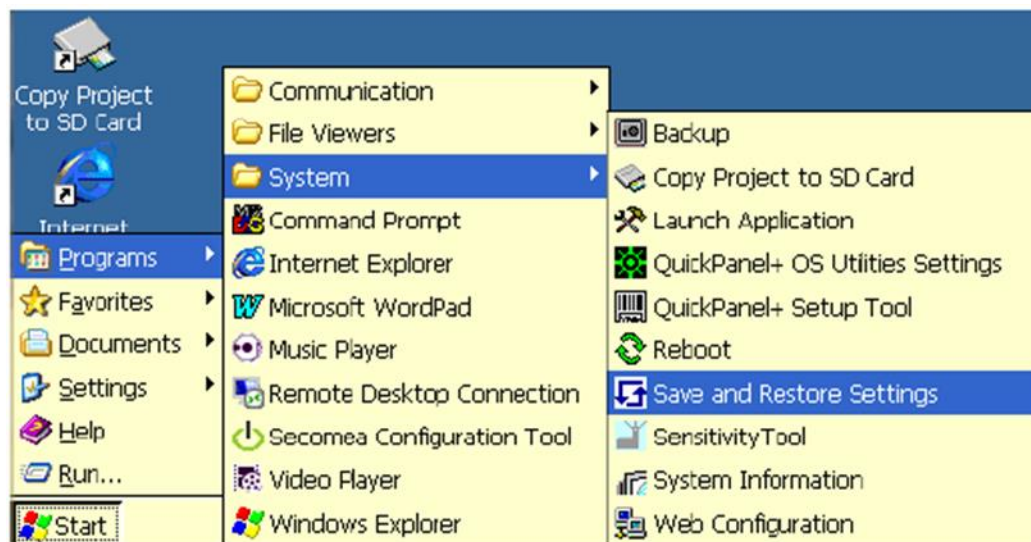 Copy Project
to SD Card
Internet
Programs
Favorites
Documents
Settings
Help
Run...
Start
Communication
File Viewers
System
Command Prompt
Internet Explorer
Microsoft WordPad
Music Player
Remote Desktop Connection
Secomea Configuration Tool
Video Player
Windows Explorer
Backup
Copy Project to SD Card
Launch Application
QuickPanel+ OS Utilities Settings
QuickPanel+ Setup Tool
Reboot
Save and Restore Settings
SensitivityTool
System Information
Web Configuration